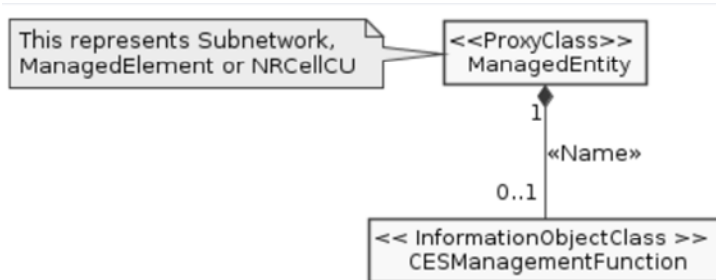 This represents Subnetwork,
ManagedElement or NRCellCU
<<ProxyClass>>
ManagedEntity
1
«Name»
0..1
<< InformationObjectClass >>
CESManagementFunction